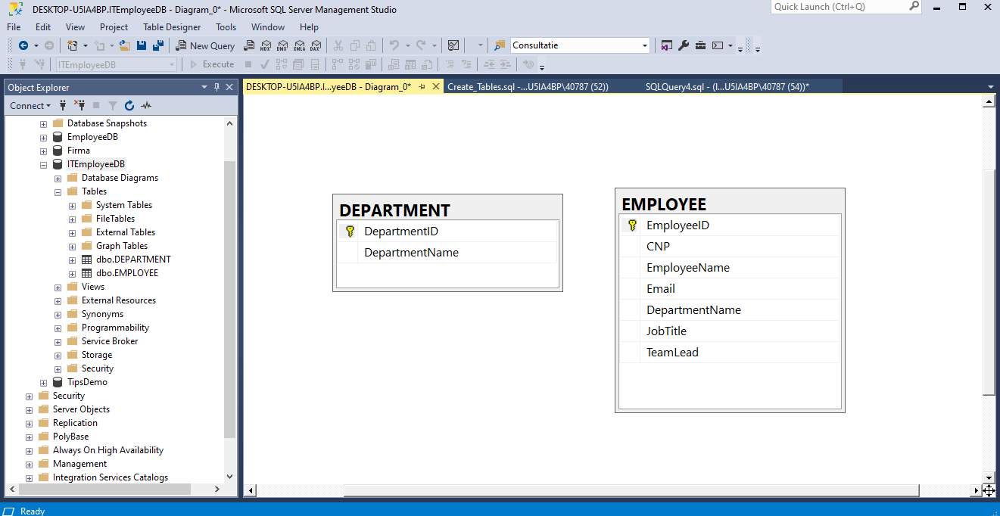 DESKTOP-U5IA4BP.ITEmployeeDB - Diagram_0* - Microsoft SQL Server Management Studio
Quick Launch (Ctrl+Q)
File Edit View Project Table Designer Tools Window Help
New Query MDX DMX XMLA DAX Consultatie
ITEmployeeDB Execute
Object Explorer
Connect
Database Snapshots
EmployeeDB
Firma
ITEmployeeDB
Database Diagrams
Tables
System Tables
FileTables
External Tables
Graph Tables
dbo.DEPARTMENT
dbo.EMPLOYEE
Views
External Resources
Synonyms
Programmability
Service Broker
Storage
Security
TipsDemo
Security
Server Objects
Replication
PolyBase
Always On High Availability
Management
Integration Services Catalogs
DESKTOP-U5IA4BP.I...yeeDB - Diagram_0* Create_Tables.sql -...U5IA4BP\40787 (52)) SQLQuery4.sql - (l...U5IA4BP\40787 (54))*
DEPARTMENT
DepartmentID
DepartmentName
EMPLOYEE
EmployeeID
CNP
EmployeeName
Email
DepartmentName
JobTitle
TeamLead
Ready